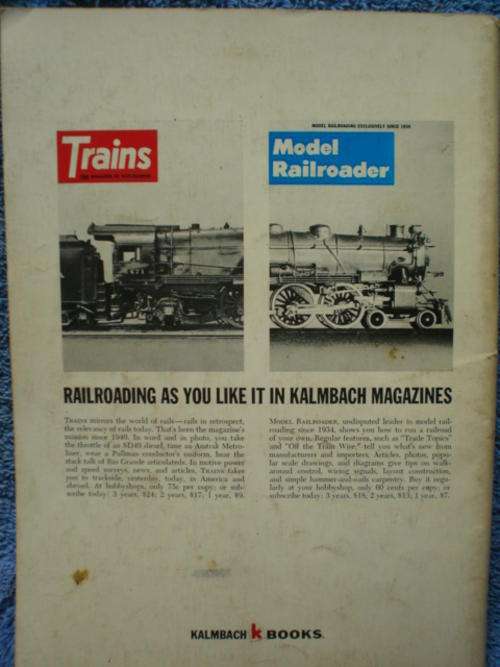 MODEL RAILROADING EXCLUSIVELY SINCE 1934
Trains
Model
Railroader
RAILROADING AS YOU LIKE IT IN KALMBACH MAGAZINES
TRAINS mirrors the world of rails—rails in retrospect,
the relevancy of rails today. That's been the magazine's
mission since 1940. In word and in photo, you take
the throttle of an SD40 diesel, time an Amtrak Metro-
liner, wear a Pullman conductor's uniform, hear the
stack talk of Rio Grande articulateds. In motive power
and speed surveys, news, and articles, TRAINS takes
you to trackside, yesterday, today, in America and
abroad. At hobbyshops, only 75c per copy; or sub-
scribe today: 3 years, $24; 2 years, $17; 1 year, $9.
MODEL RAILROADER, undisputed leader in model rail-
roading since 1934, shows you how to run a railroad
of your own. Regular features, such as "Trade Topics"
and "Off the Train Wire," tell you what's new from
manufacturers and importers. Articles, photos, popu-
lar scale drawings, and diagrams give tips on walk-
around control, wiring signals, layout construction,
and simple hammer-and-nails carpentry. Buy it regu-
larly at your hobbyshop, only 60 cents per copy; or
subscribe today: 3 years, $18, 2 years, $13; 1 year, $7.
KALMBACH k BOOKS.